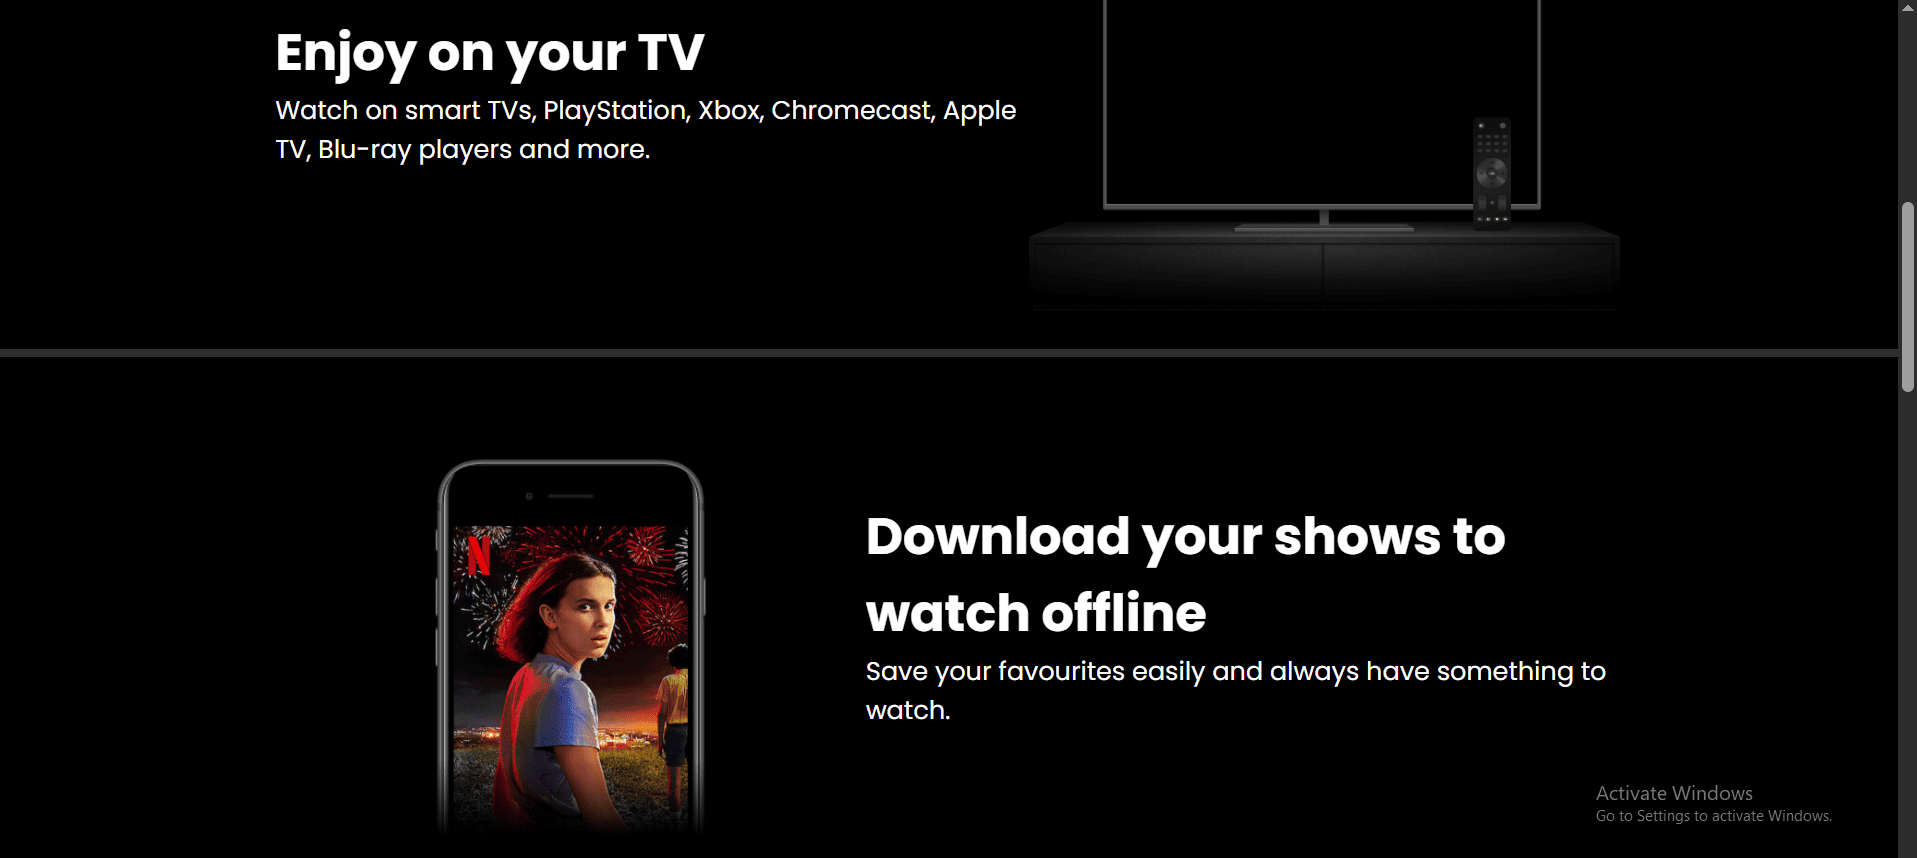 Enjoy on your TV
Watch on smart TVs, PlayStation, Xbox, Chromecast, Apple
TV, Blu-ray players and more.
N
Download your shows to
watch offline
Save your favourites easily and always have something to
watch.
Activate Windows
Go to Settings to activate Windows.